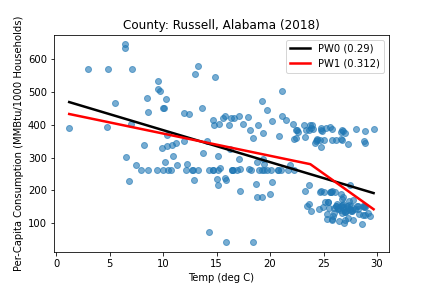 County: Russell, Alabama (2018)
PW0 (0.29)
PW1 (0.312)
Per-Capita Consumption (MMBtu/1000 Households)
600
500
400
300
200
100
0 5 10 15 20 25 30
Temp (deg C)